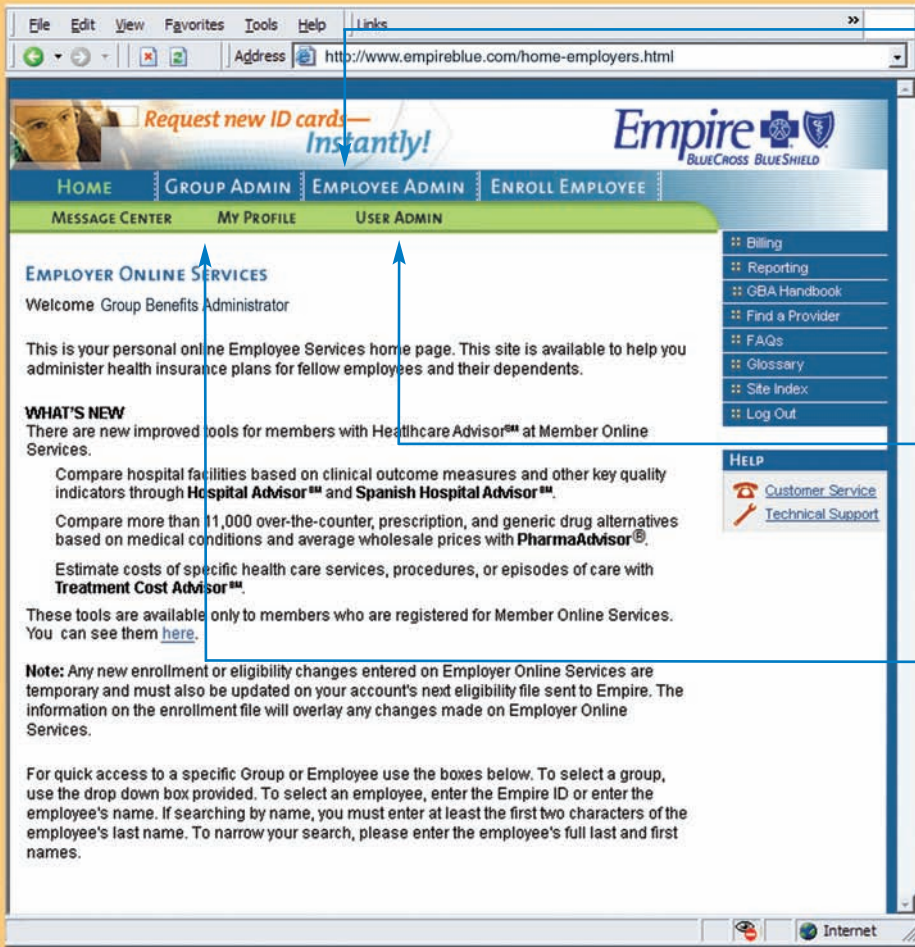 File Edit View Favorites Tools Help Links »
Address http://www.empireblue.com/home-employers.html
Request new ID cards—
Instantly!
Empire
BLUECROSS BLUESHIELD
HOME GROUP ADMIN EMPLOYEE ADMIN ENROLL EMPLOYEE
MESSAGE CENTER MY PROFILE USER ADMIN
Billing
Reporting
GBA Handbook
Find a Provider
FAQs
Glossary
Site Index
Log Out
HELP
Customer Service
Technical Support
EMPLOYER ONLINE SERVICES
Welcome Group Benefits Administrator
This is your personal online Employee Services home page. This site is available to help you
administer health insurance plans for fellow employees and their dependents.
WHAT'S NEW
There are new improved tools for members with Heatlhcare Advisor℠ at Member Online
Services.
Compare hospital facilities based on clinical outcome measures and other key quality
indicators through Hospital Advisor℠ and Spanish Hospital Advisor℠.
Compare more than 11,000 over-the-counter, prescription, and generic drug alternatives
based on medical conditions and average wholesale prices with PharmaAdvisor®.
Estimate costs of specific health care services, procedures, or episodes of care with
Treatment Cost Advisor℠.
These tools are available only to members who are registered for Member Online Services.
You can see them here.
Note: Any new enrollment or eligibility changes entered on Employer Online Services are
temporary and must also be updated on your account's next eligibility file sent to Empire. The
information on the enrollment file will overlay any changes made on Employer Online
Services.
For quick access to a specific Group or Employee use the boxes below. To select a group,
use the drop down box provided. To select an employee, enter the Empire ID or enter the
employee's name. If searching by name, you must enter at least the first two characters of the
employee's last name. To narrow your search, please enter the employee's full last and first
names.
Internet